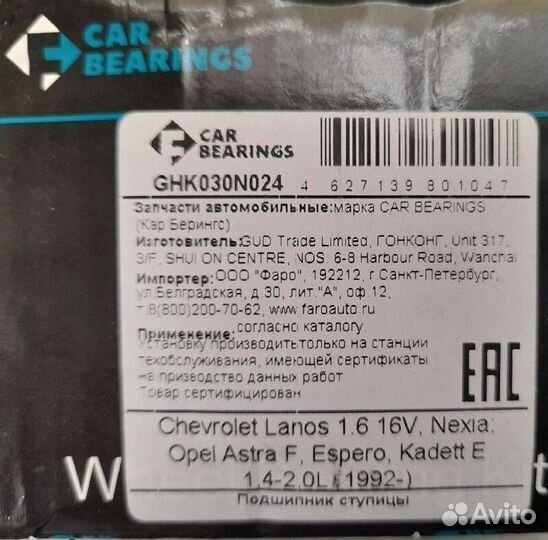 CAR
BEARINGS
CAR
BEARINGS
GHK030N024
4 627139 801047
Запчасти автомобильные:марка CAR BEARINGS
(Кар Берингс)
Изготовитель:GUD Trade Limited, ГОНКОНГ, Unit 317,
3/F, SHUI ON CENTRE, NOS. 6-8 Harbour Road, Wanchai
Импортер:ООО "Фаро", 192212, г Санкт-Петербург,
ул.Белградская, д 30, лит."А", оф.12,
т.8(800)200-70-62, www.faroauto.ru
Применение:согласно каталогу.
Установку производить только на станции
техобслуживания, имеющей сертификаты
на призводство данных работ
Товар сертифицирован
EAC
Chevrolet Lanos 1.6 16V, Nexia;
Opel Astra F, Espero, Kadett E
1,4-2,0L (1992-)
Подшипник ступицы
Avito